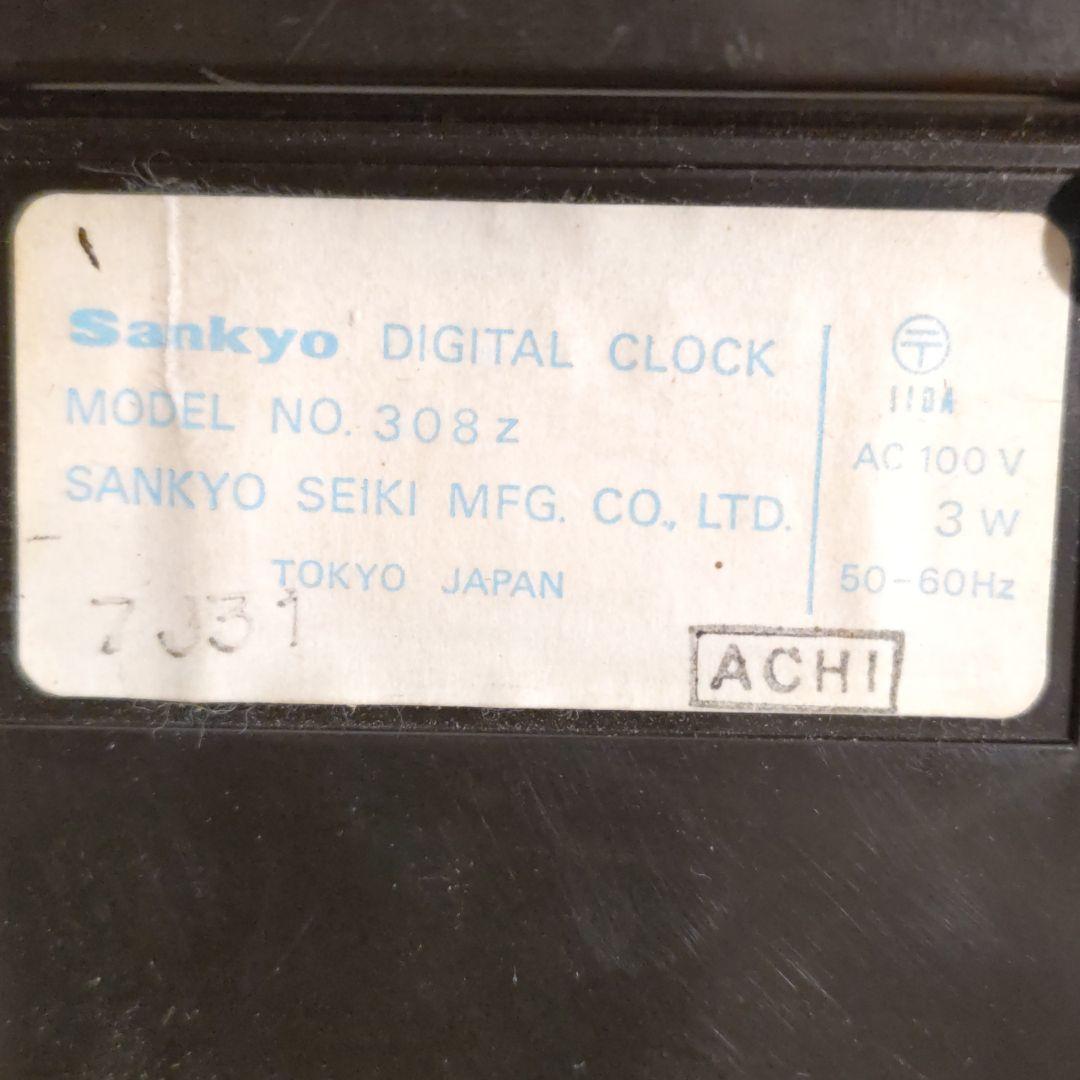 Sankyo DIGITAL CLOCK
MODEL NO. 308z
SANKYO SEIKI MFG. CO., LTD.
TOKYO JAPAN
〒
AC 100 V
3 W
50-60Hz
ACHI